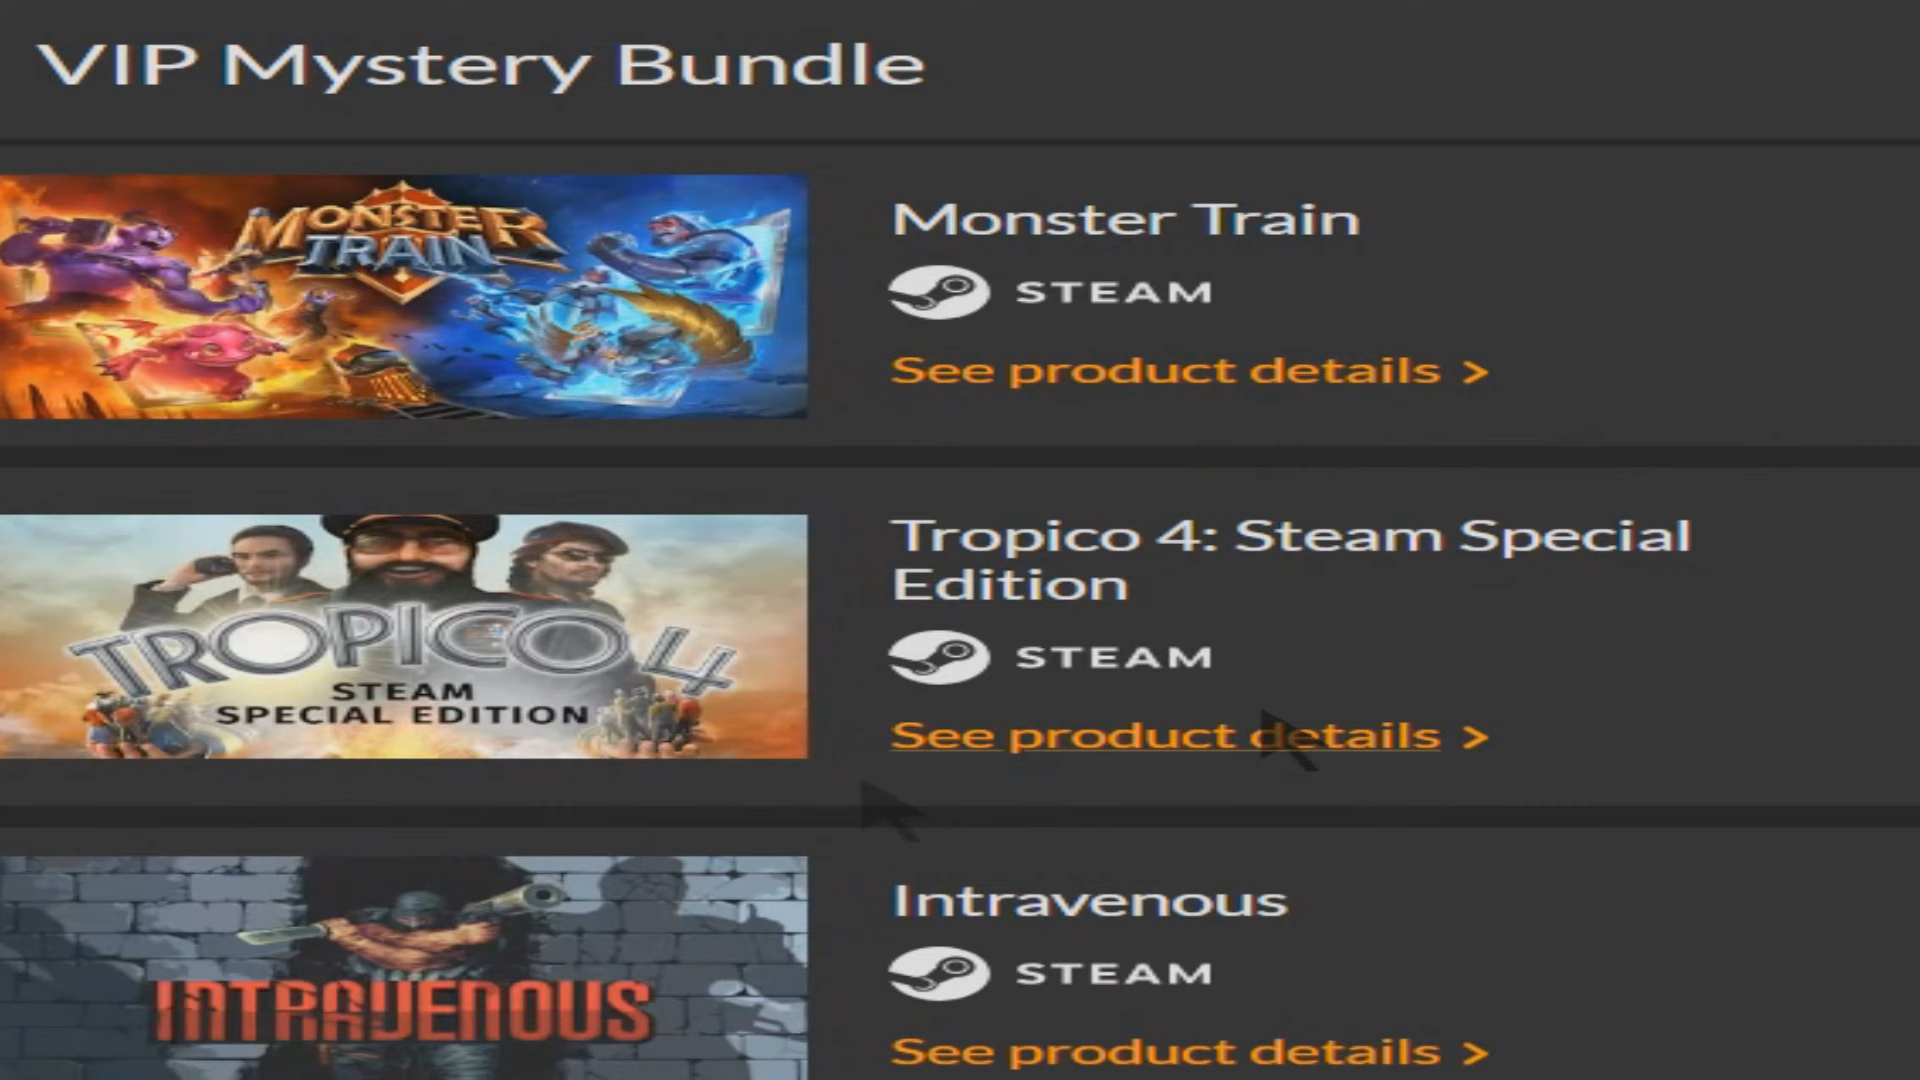 VIP Mystery Bundle
MONSTER
TRAIN
Monster Train
STEAM
See product details >
TROPICO 4
STEAM
SPECIAL EDITION
Tropico 4: Steam Special
Edition
STEAM
See product details >
INTRAVENOUS
Intravenous
STEAM
See product details >